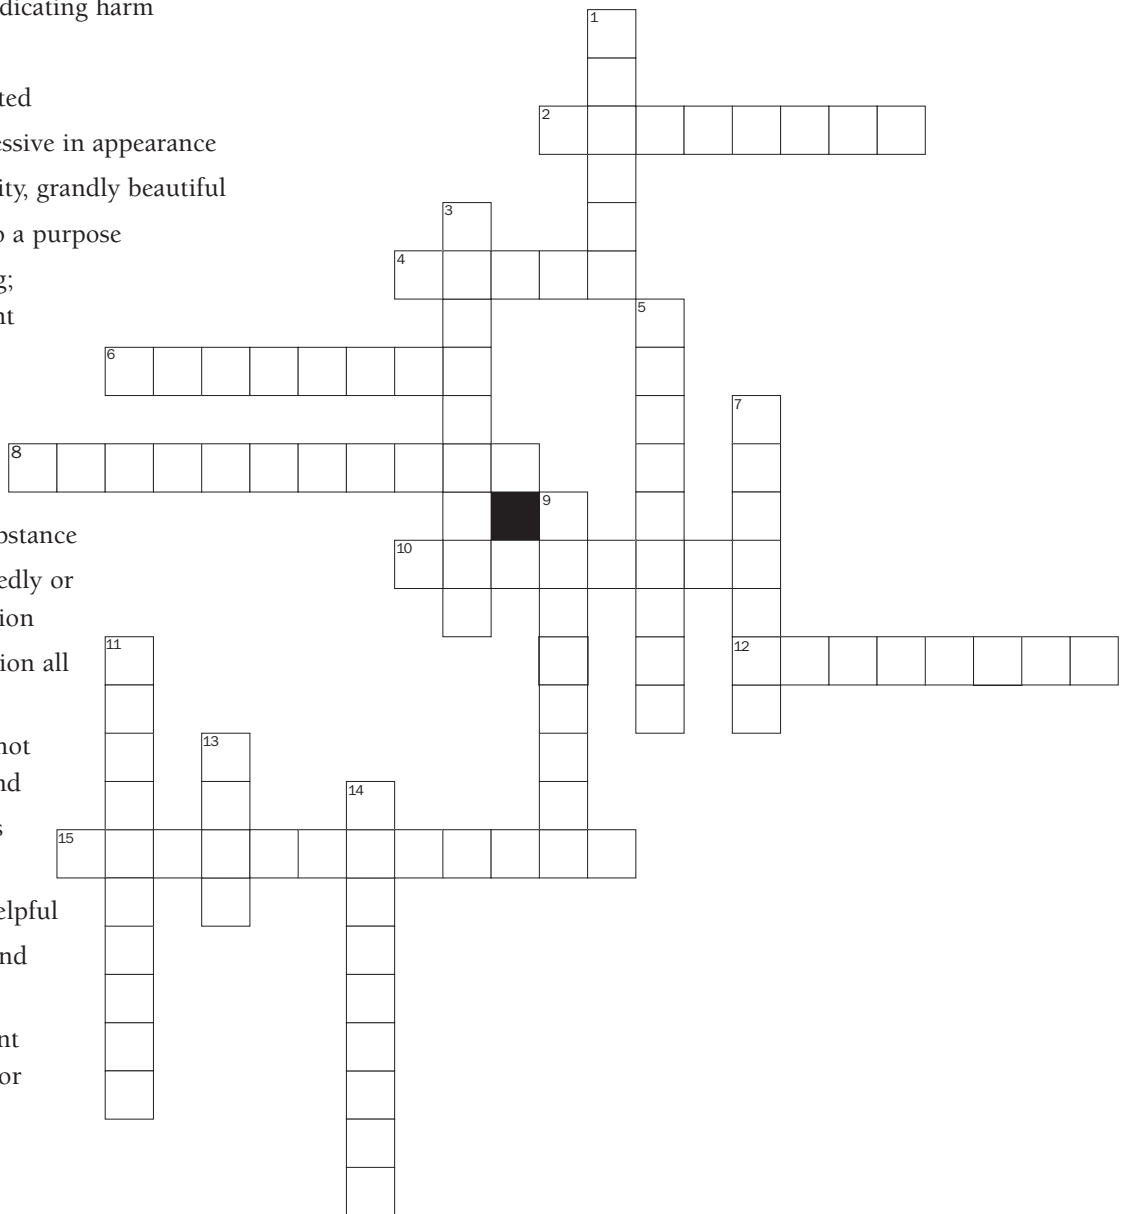 dicating harm
ted
essive in appearance
ity, grandly beautiful
o a purpose
g;
nt
bstance
edly or
ion
ion all
not
nd
s
elpful
nd
nt
or
1
2
3
4
5
6
7
8
9
10
11
12
13
14
15